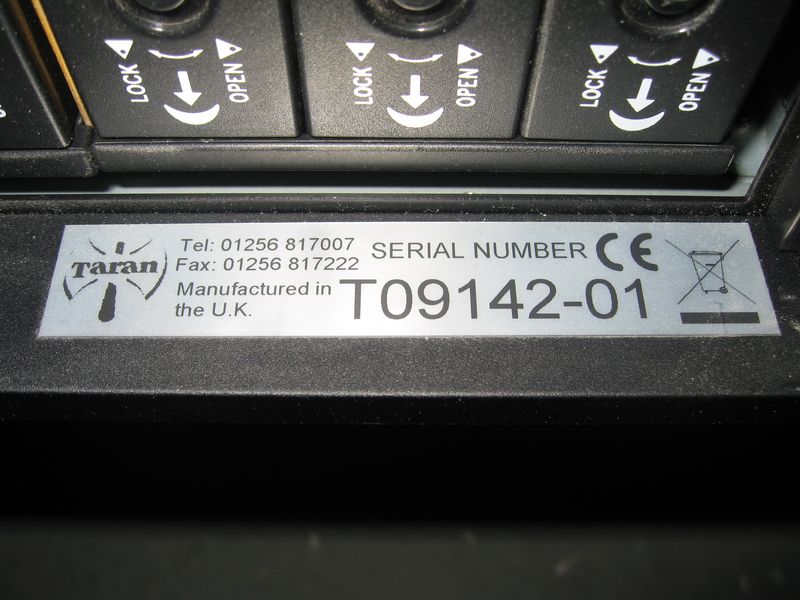 LOCK OPEN
LOCK OPEN
LOCK OPEN
Taran
Tel: 01256 817007
Fax: 01256 817222
Manufactured in
the U.K.
SERIAL NUMBER CE
T09142-01